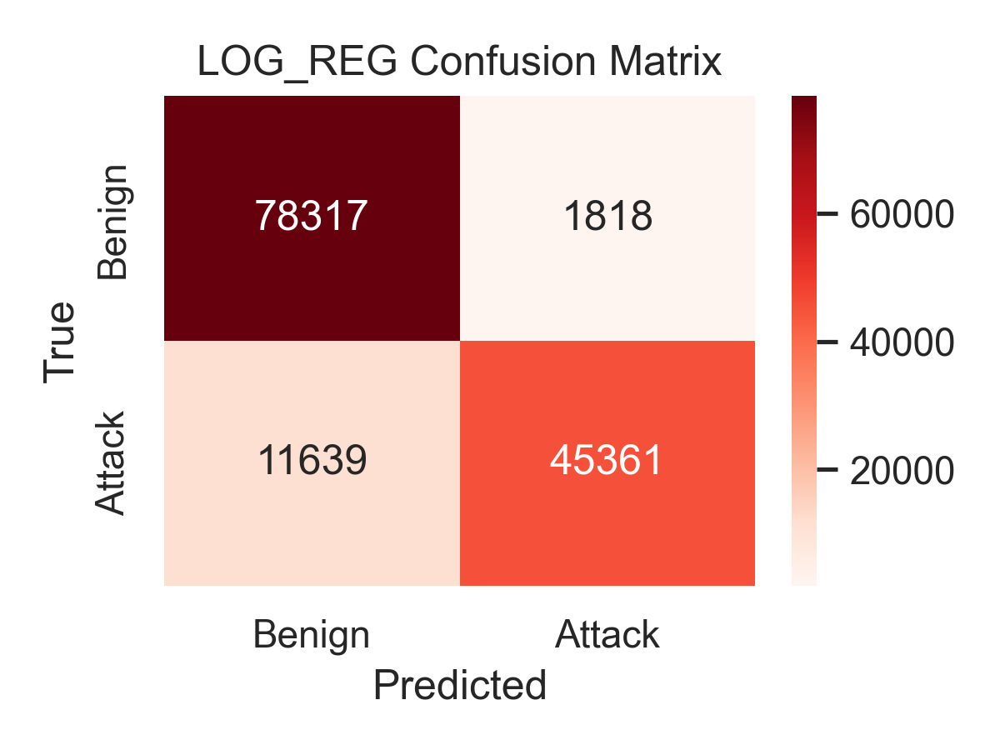 LOG_REG Confusion Matrix
True
Benign
78317
1818
60000
40000
Attack
11639
45361
20000
Benign
Attack
Predicted